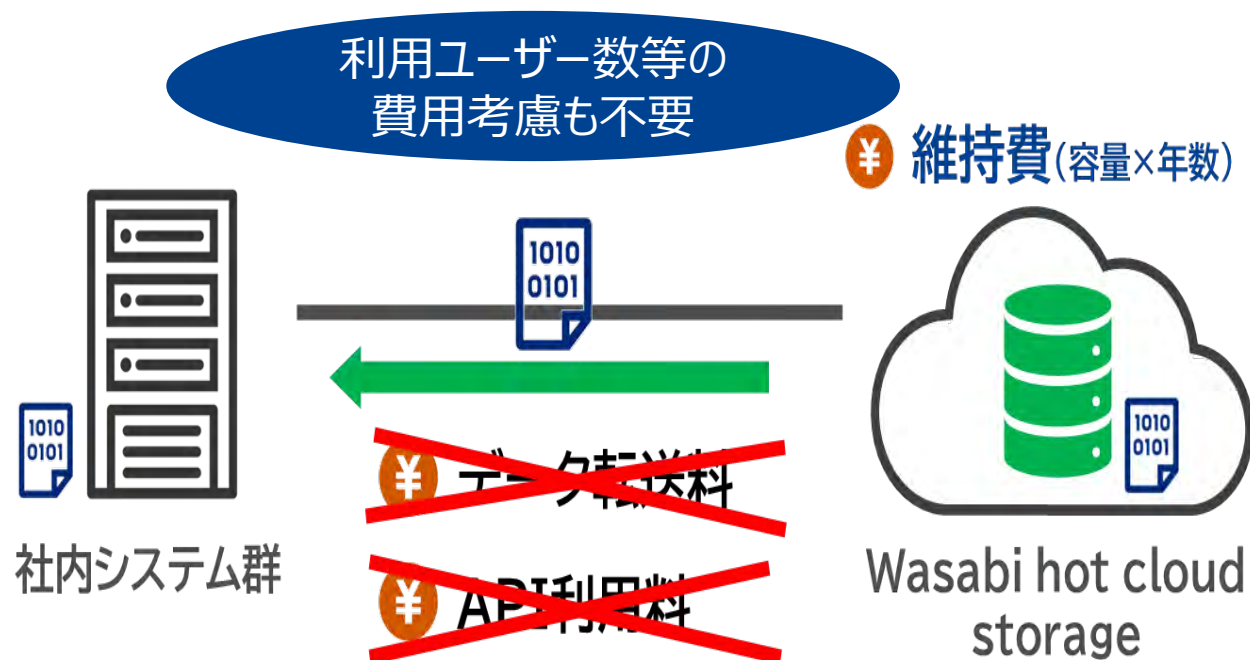 利用ユーザー数等の
費用考慮も不要
¥ 維持費(容量×年数)
1010
0101
1010
0101
1010
0101
¥ データ転送料
¥ API利用料
社内システム群
Wasabi hot cloud
storage